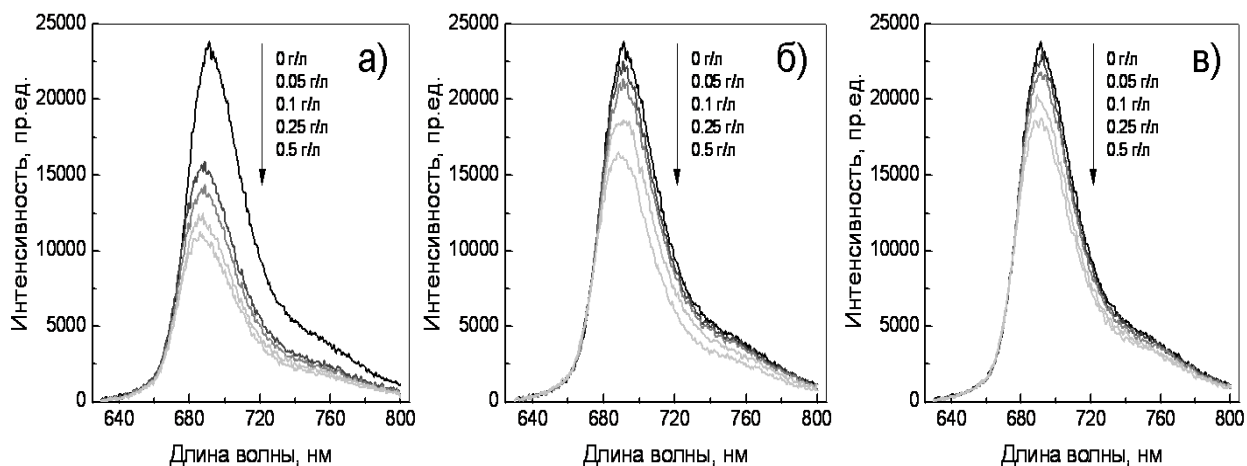 25000
20000
15000
10000
5000
0
Интенсивность, пр.ед.
а)
0 г/л
0.05 г/л
0.1 г/л
0.25 г/л
0.5 г/л
640 680 720 760 800
Длина волны, нм
25000
20000
15000
10000
5000
0
Интенсивность, пр.ед.
б)
0 г/л
0.05 г/л
0.1 г/л
0.25 г/л
0.5 г/л
640 680 720 760 800
Длина волны, нм
25000
20000
15000
10000
5000
0
Интенсивность, пр.ед.
в)
0 г/л
0.05 г/л
0.1 г/л
0.25 г/л
0.5 г/л
640 680 720 760 800
Длина волны, нм